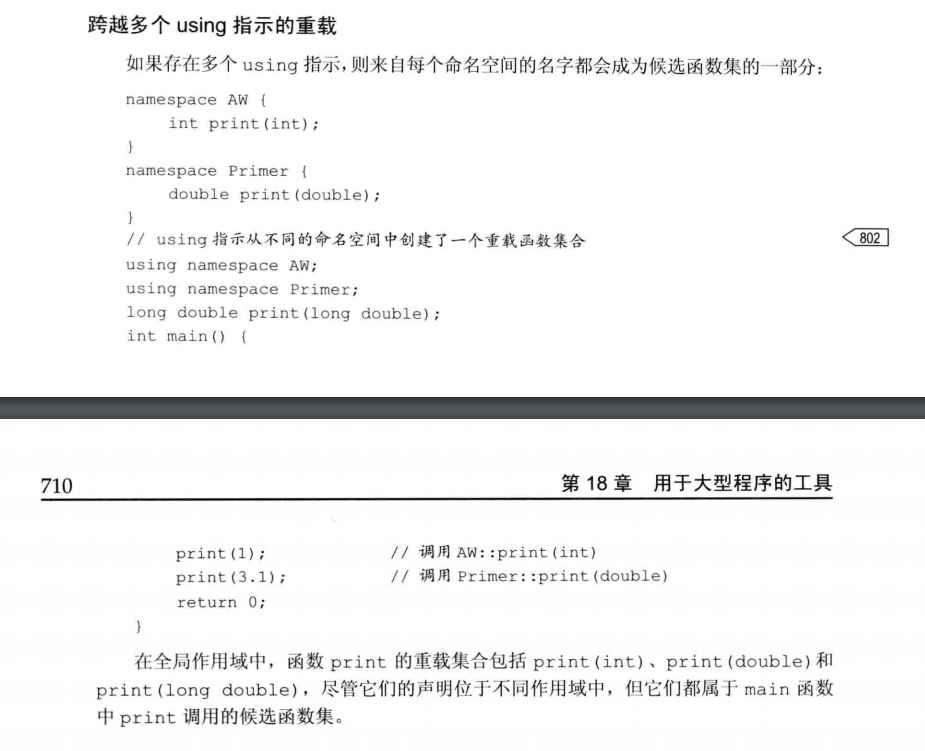 跨越多个 using 指示的重载
如果存在多个 using 指示,则来自每个命名空间的名字都会成为候选函数集的一部分：
namespace AW {
    int print(int);
}
namespace Primer {
    double print(double);
}
// using 指示从不同的命名空间中创建了一个重载函数集合
802
using namespace AW;
using namespace Primer;
long double print(long double);
int main() {
710
第 18 章 用于大型程序的工具
    print(1);          // 调用 AW::print(int)
    print(3.1);        // 调用 Primer::print(double)
    return 0;
}
在全局作用域中，函数 print 的重载集合包括 print(int)、print(double)和
print(long double)，尽管它们的声明位于不同作用域中，但它们都属于 main 函数
中 print 调用的候选函数集。